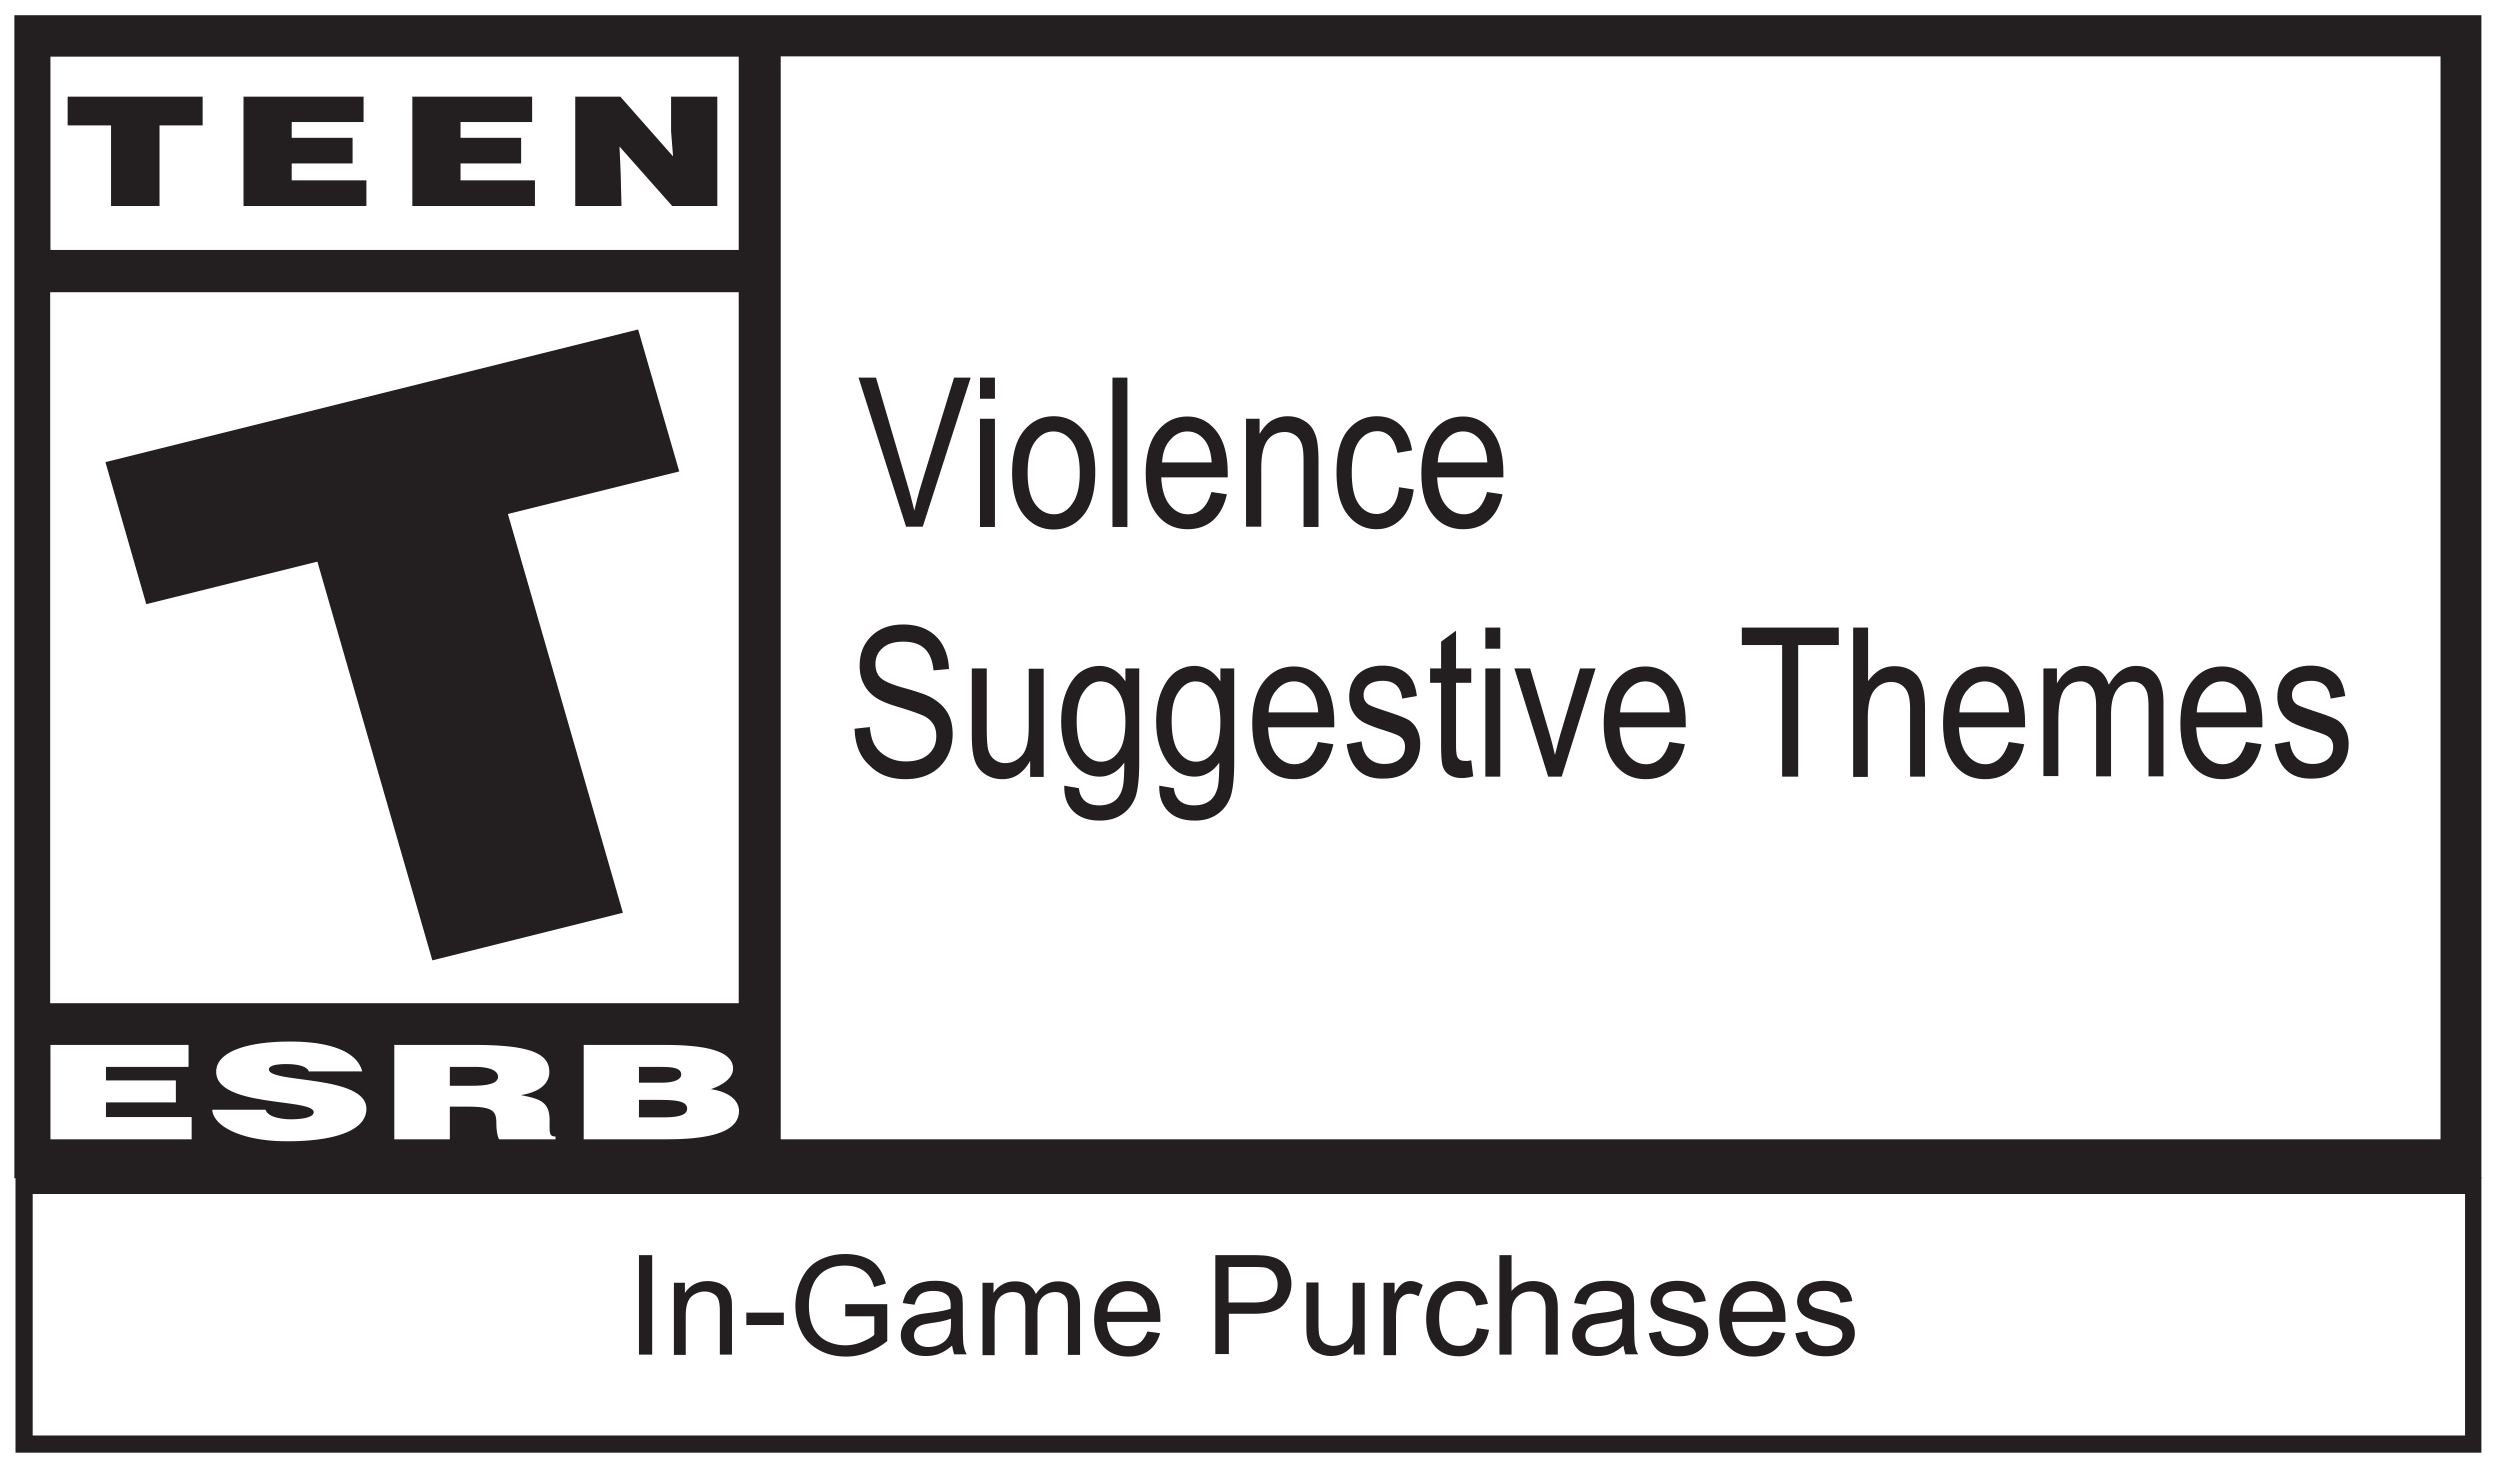 TEEN
T
ESRB
Violence
Suggestive Themes
In-Game Purchases